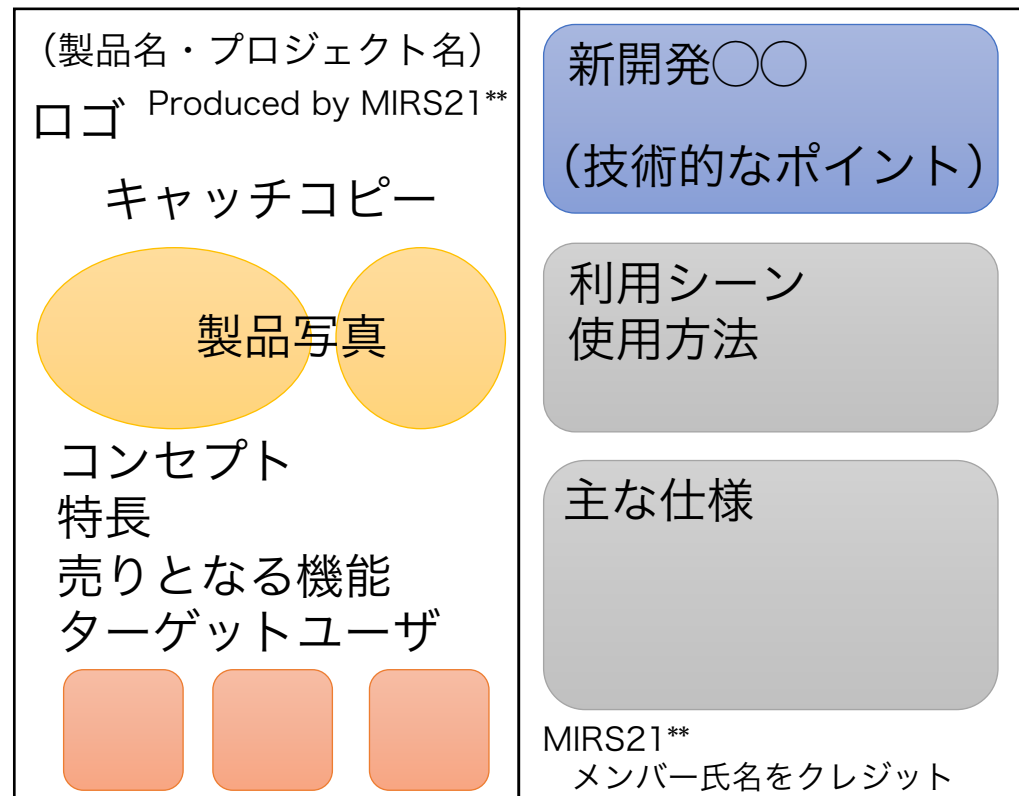 （製品名・プロジェクト名）
ロゴ Produced by MIRS21**
キャッチコピー
製品写真
コンセプト
特長
売りとなる機能
ターゲットユーザ
新開発◯◯
（技術的なポイント）
利用シーン
使用方法
主な仕様
MIRS21**
メンバー氏名をクレジット